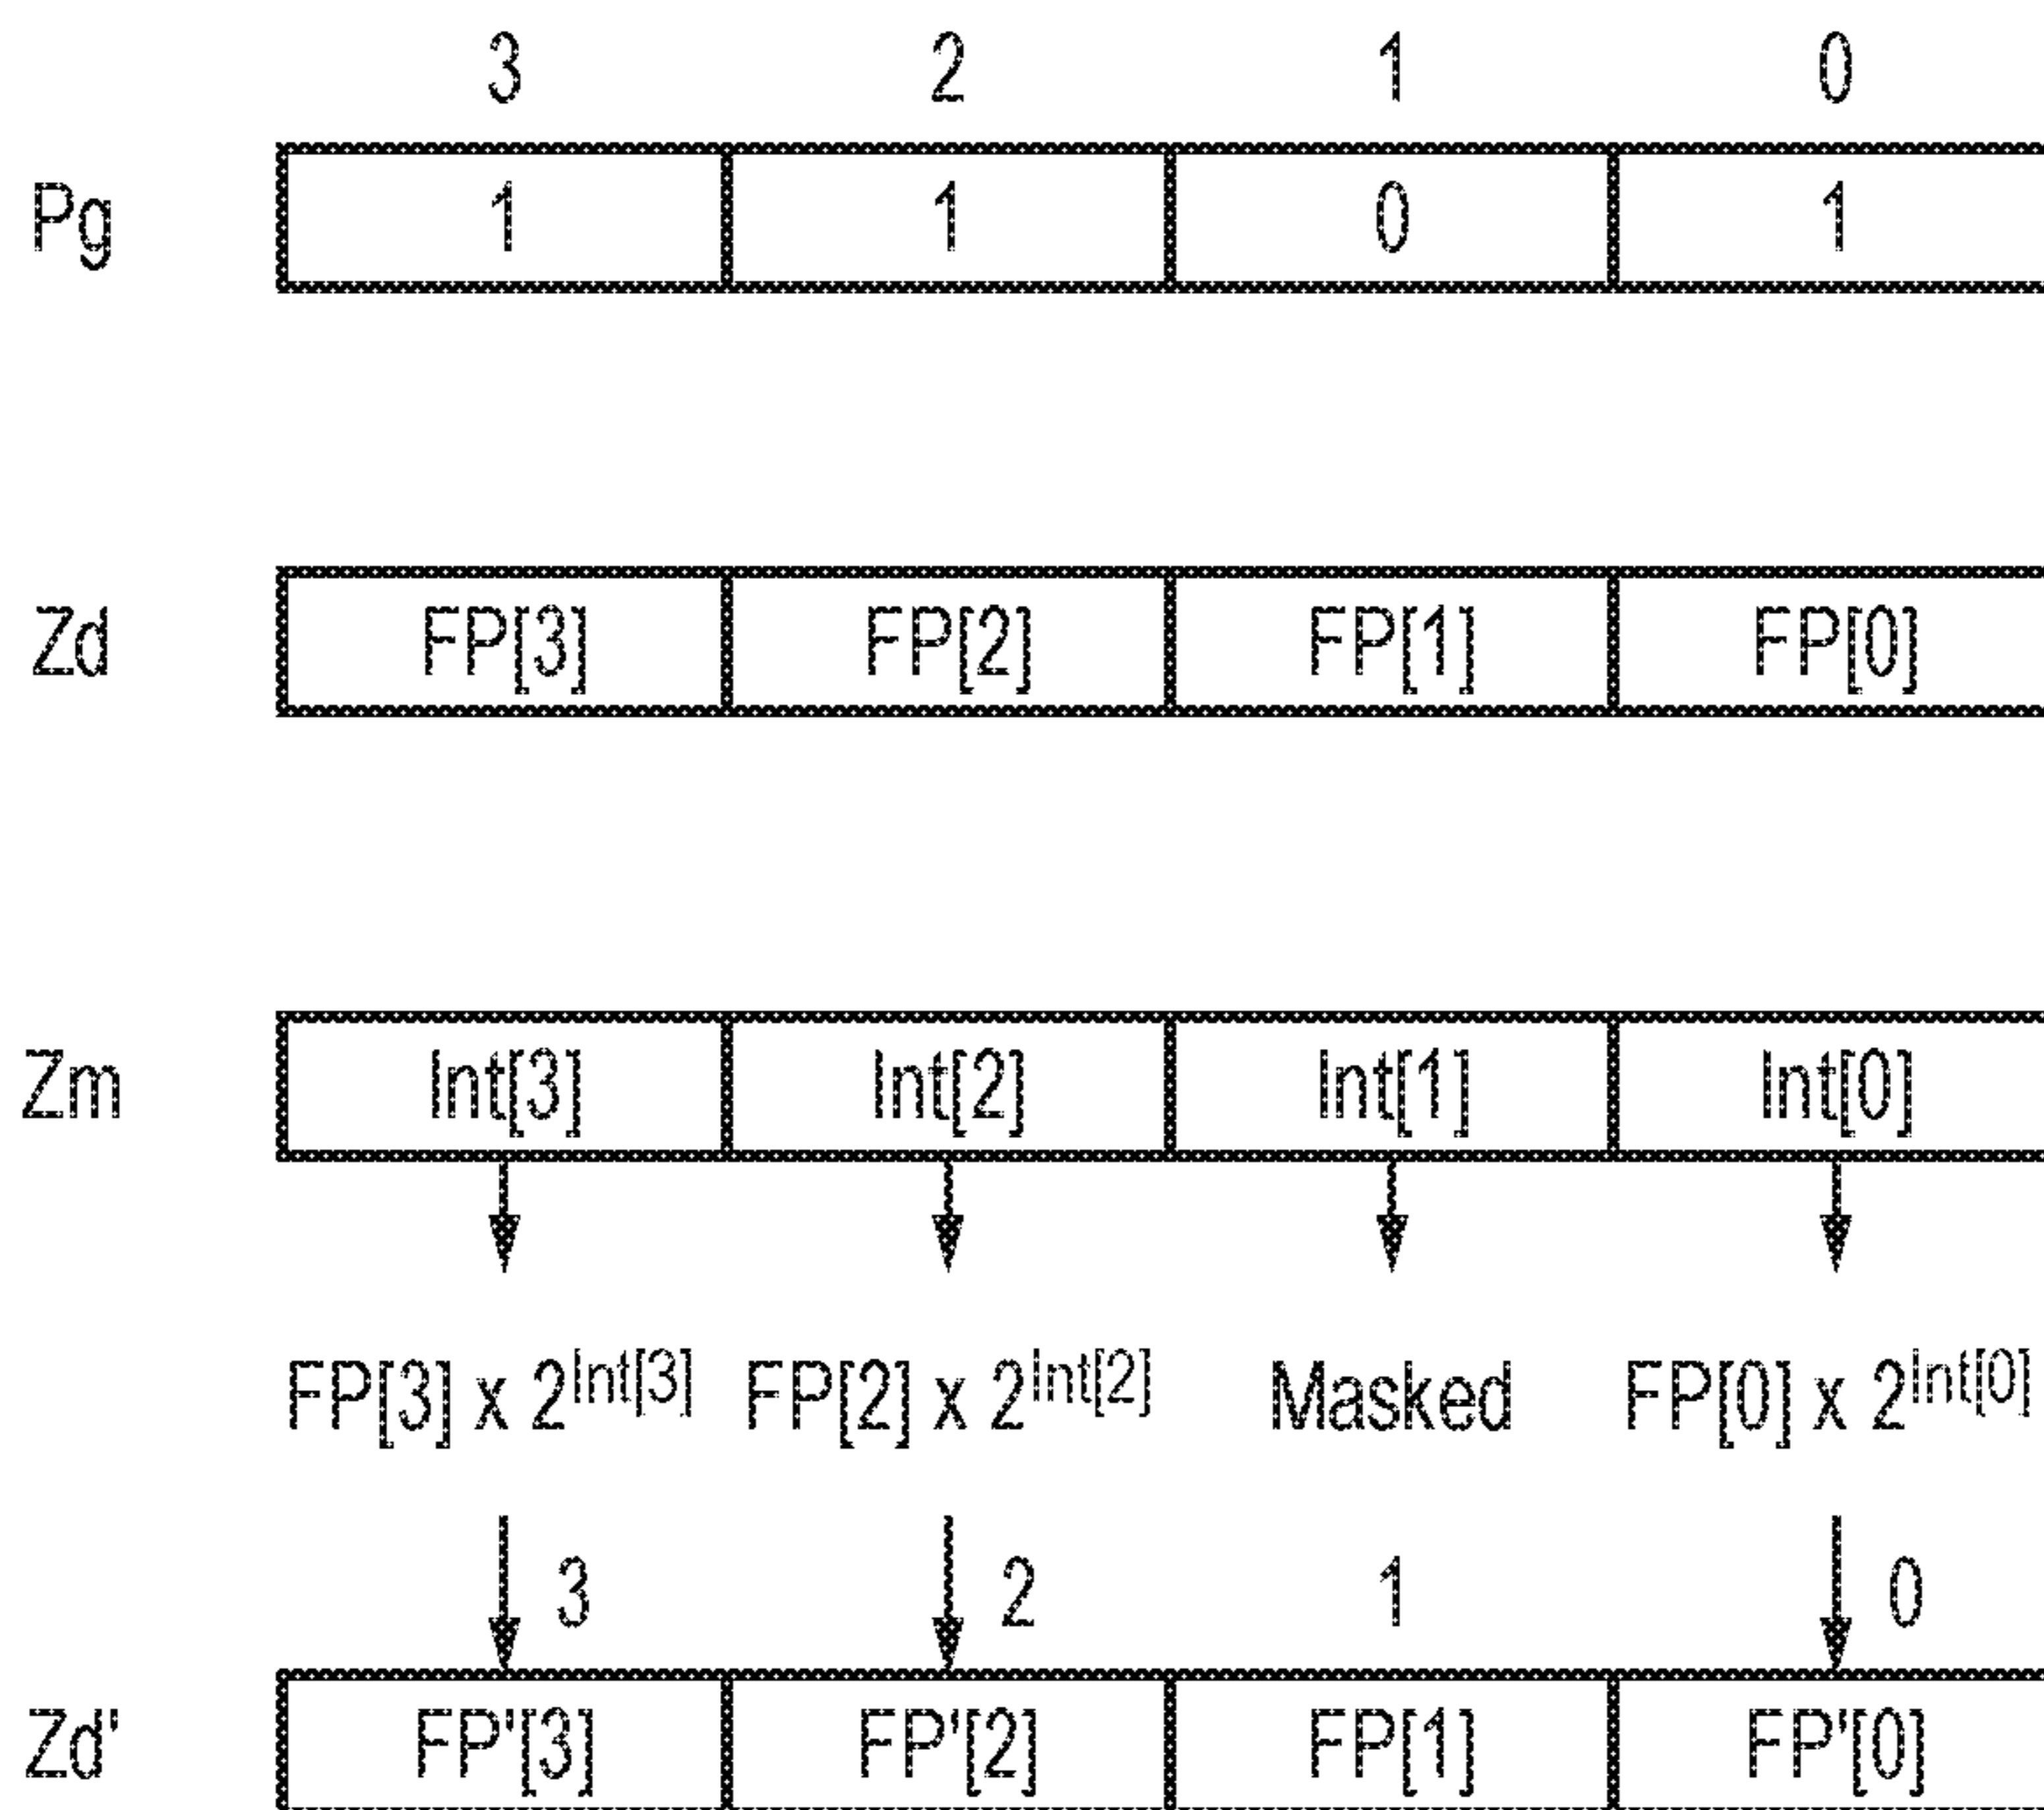 3 2 1 0
Pg 1 1 0 1
Zd FP[3] FP[2] FP[1] FP[0]
Zm Int[3] Int[2] Int[1] Int[0]
FP[3] x 2^Int[3] FP[2] x 2^Int[2] Masked FP[0] x 2^Int[0]
3 2 1 0
Zd' FP'[3] FP'[2] FP[1] FP'[0]